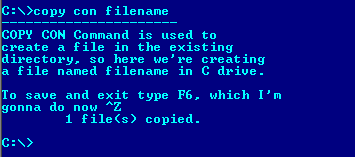 C:\>copy con filename
------------------------
COPY CON Command is used to
create a file in the existing
directory, so here we're creating
a file named filename in C drive.
To save and exit type F6, which I'm
gonna do now ^Z
1 file(s) copied.
C:\>